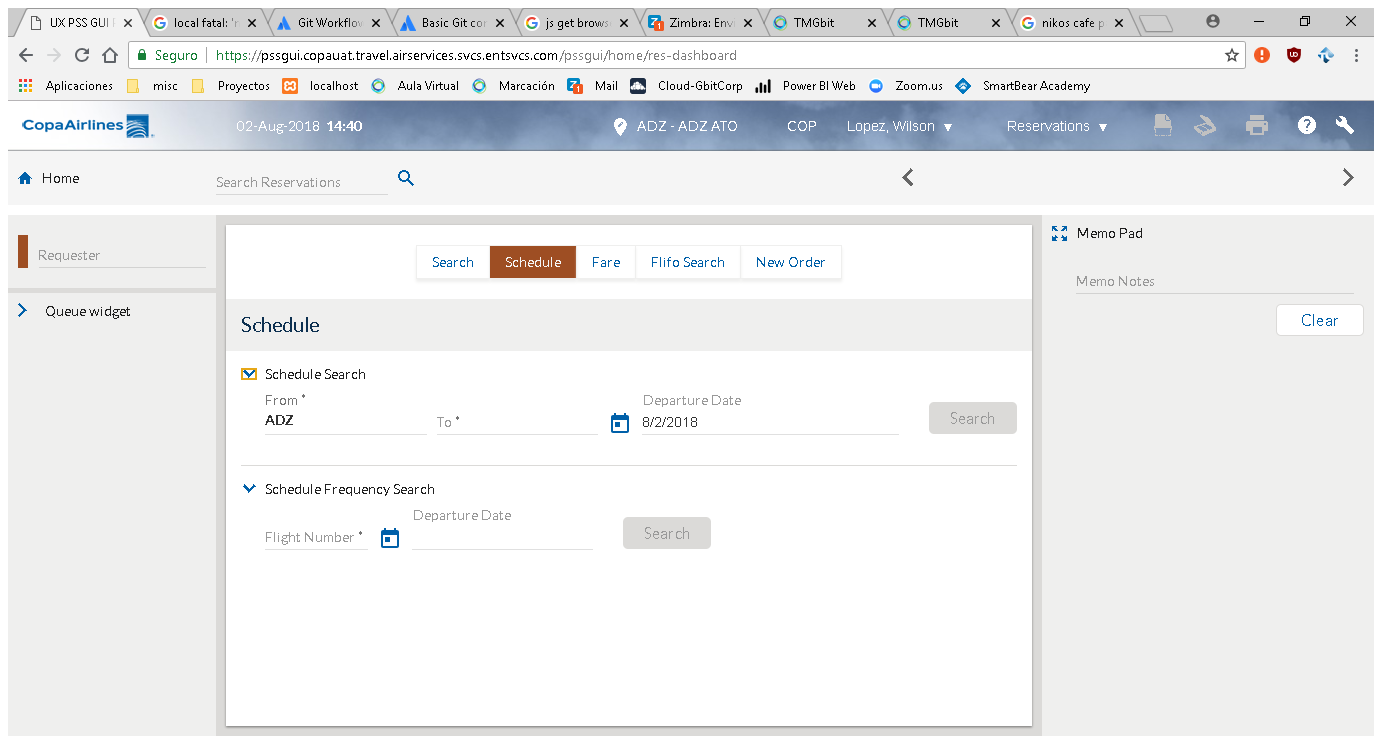 UX PSS GUI
local fatal: 'r
Git Workflov
Basic Git cor
js get brows
Zimbra: Envi
TMGbit
TMGbit
nikos cafe p
Seguro https://pssgui.copauat.travel.airservices.svcs.entsvcs.com/pssgui/home/res-dashboard
Aplicaciones misc Proyectos localhost Aula Virtual Marcación Mail Cloud-GbitCorp Power BI Web Zoom.us SmartBear Academy
CopaAirlines 02-Aug-2018 14:40 ADZ - ADZ ATO COP Lopez, Wilson Reservations
Home Search Reservations
Requester
Queue widget
Search Schedule Fare Flifo Search New Order
Schedule
Schedule Search
From * Departure Date
ADZ To * 8/2/2018 Search
Schedule Frequency Search
Departure Date
Flight Number * Search
Memo Pad
Memo Notes
Clear